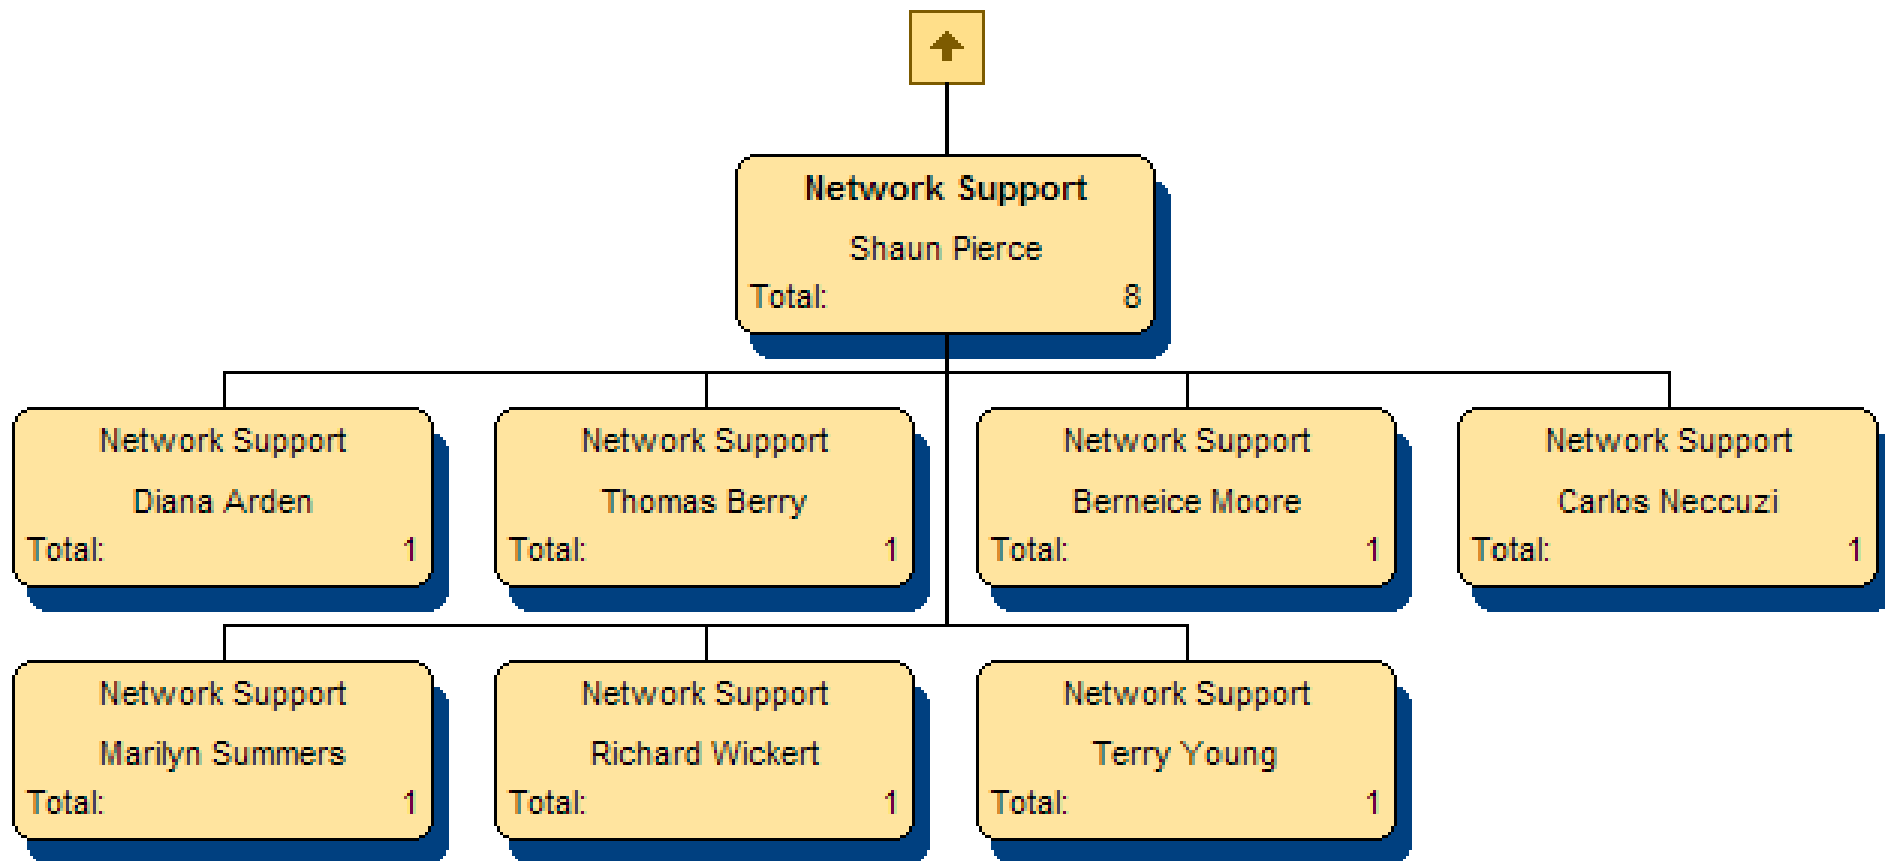 Network Support
Shaun Pierce
Total: 8
Network Support
Diana Arden
Total: 1
Network Support
Thomas Berry
Total: 1
Network Support
Berneice Moore
Total: 1
Network Support
Carlos Neccuzi
Total: 1
Network Support
Marilyn Summers
Total: 1
Network Support
Richard Wickert
Total: 1
Network Support
Terry Young
Total: 1